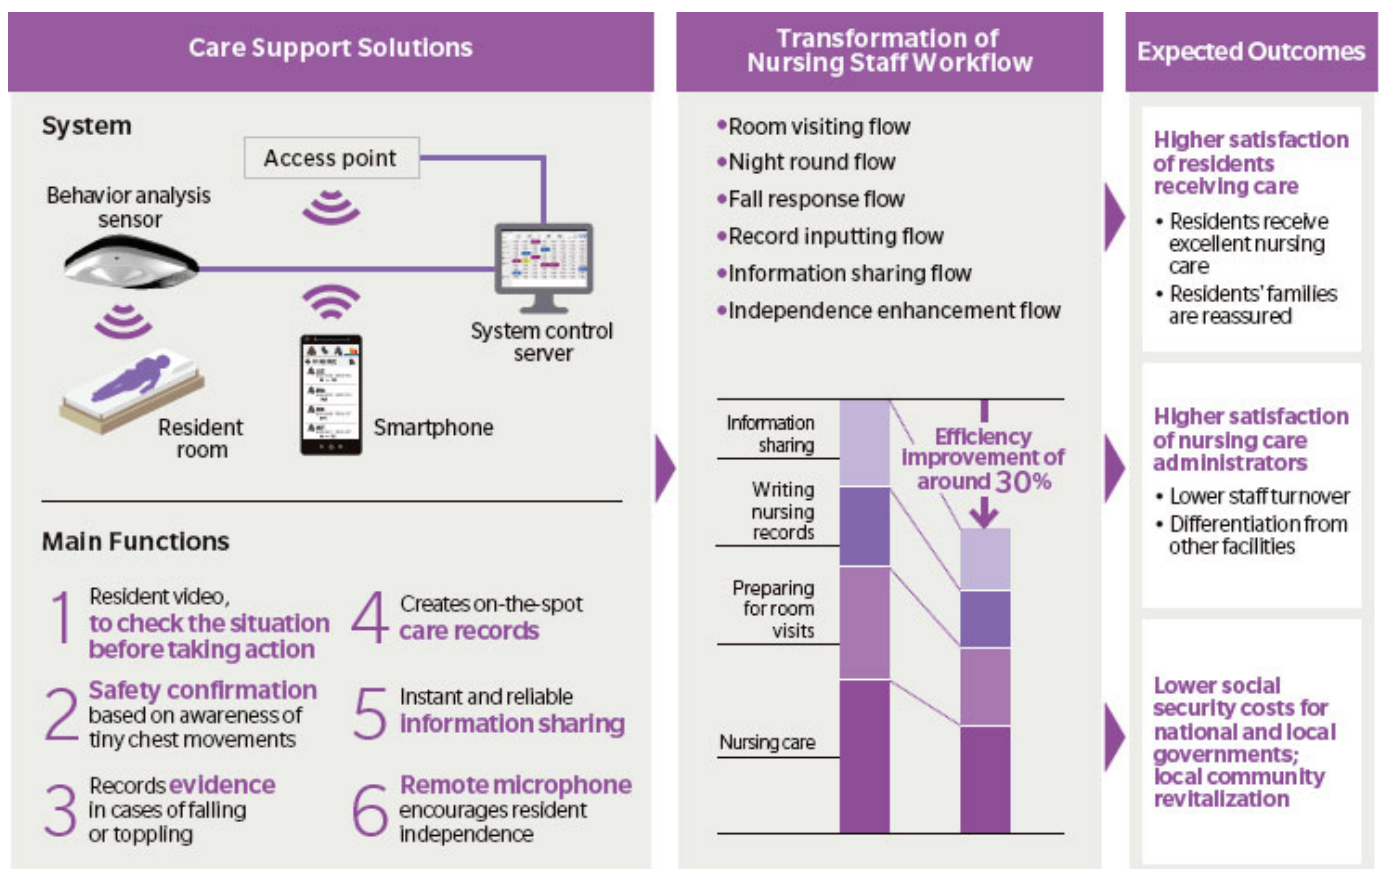 Care Support Solutions
System
Access point
Behavior analysis
sensor
System control
server
Resident
room
Smartphone
Main Functions
1 Resident video,
to check the situation
before taking action
2 Safety confirmation
based on awareness of
tiny chest movements
3 Records evidence
in cases of falling
or toppling
4 Creates on-the-spot
care records
5 Instant and reliable
information sharing
6 Remote microphone
encourages resident
independence
Transformation of
Nursing Staff Workflow
•Room visiting flow
•Night round flow
•Fall response flow
•Record inputting flow
•Information sharing flow
•Independence enhancement flow
Information
sharing
Writing
nursing
records
Preparing
for room
visits
Nursing care
Efficiency
improvement of
around 30%
Expected Outcomes
Higher satisfaction
of residents
receiving care
• Residents receive
excellent nursing
care
• Residents' families
are reassured
Higher satisfaction
of nursing care
administrators
• Lower staff turnover
• Differentiation from
other facilities
Lower social
security costs for
national and local
governments;
local community
revitalization